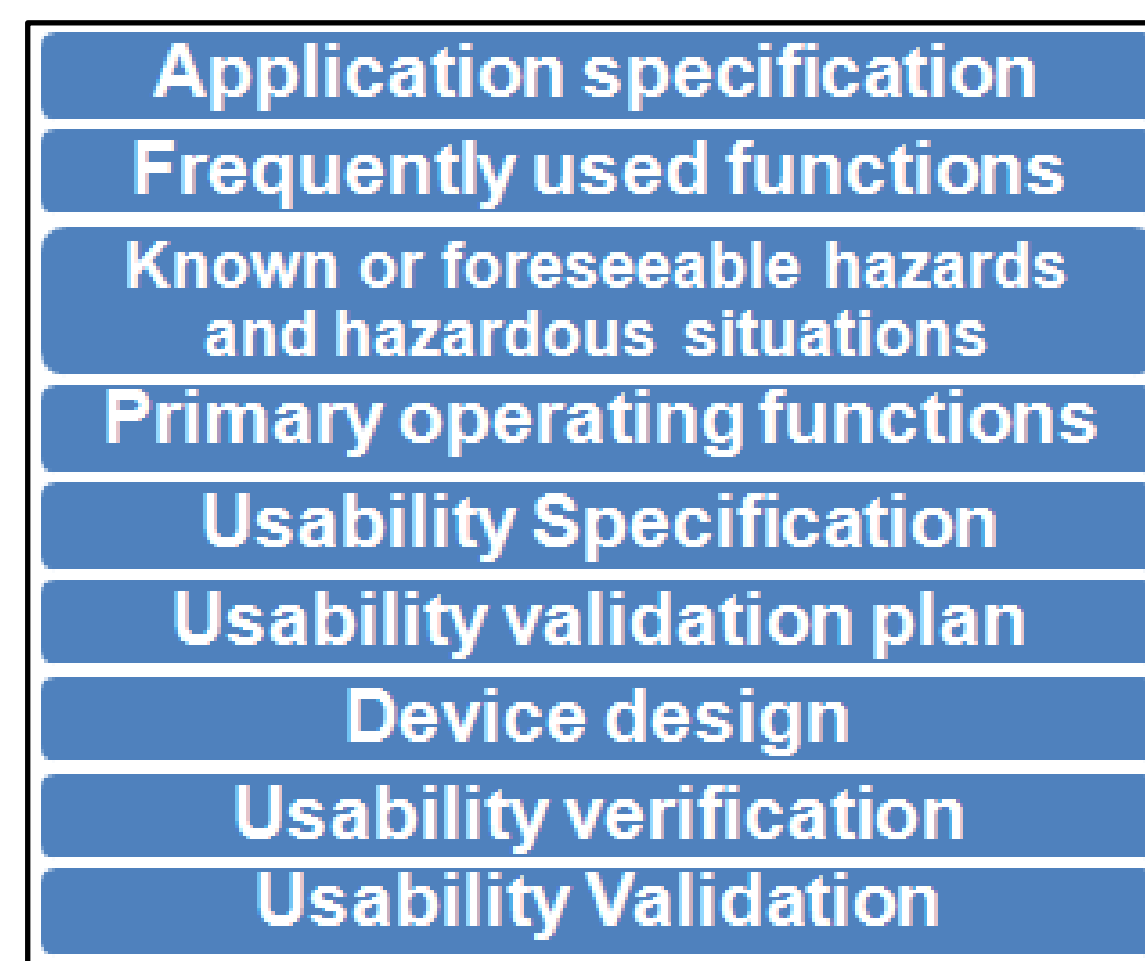 Application specification
Frequently used functions
Known or foreseeable hazards
and hazardous situations
Primary operating functions
Usability Specification
Usability validation plan
Device design
Usability verification
Usability Validation